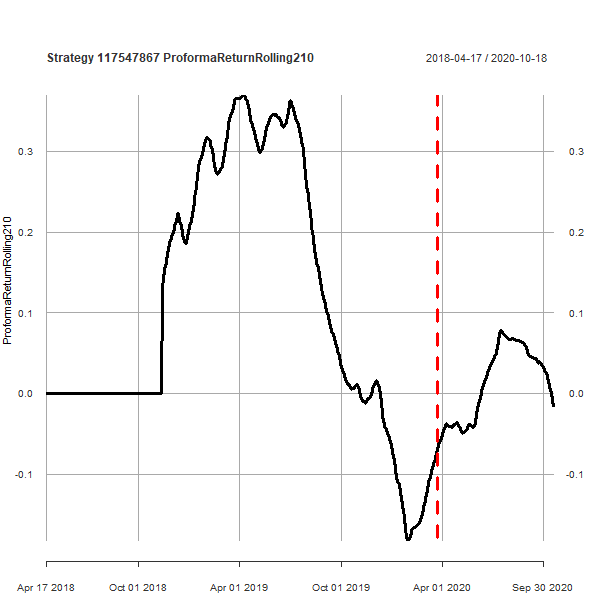 Strategy 117547867 ProformaReturnRolling210
2018-04-17 / 2020-10-18
ProformaReturnRolling210
0.3
0.2
0.1
0.0
-0.1
0.3
0.2
0.1
0.0
-0.1
Apr 17 2018
Oct 01 2018
Apr 01 2019
Oct 01 2019
Apr 01 2020
Sep 30 2020